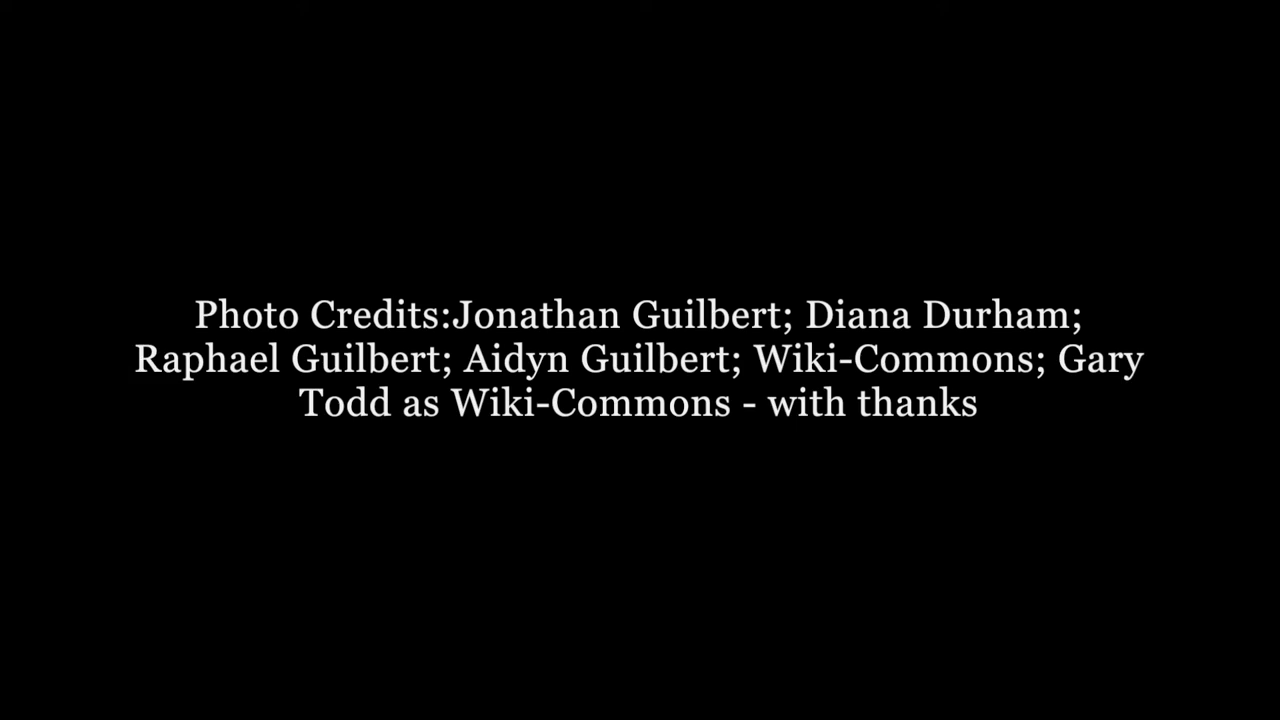 Photo Credits:Jonathan Guilbert; Diana Durham;
Raphael Guilbert; Aidyn Guilbert; Wiki-Commons; Gary
Todd as Wiki-Commons - with thanks